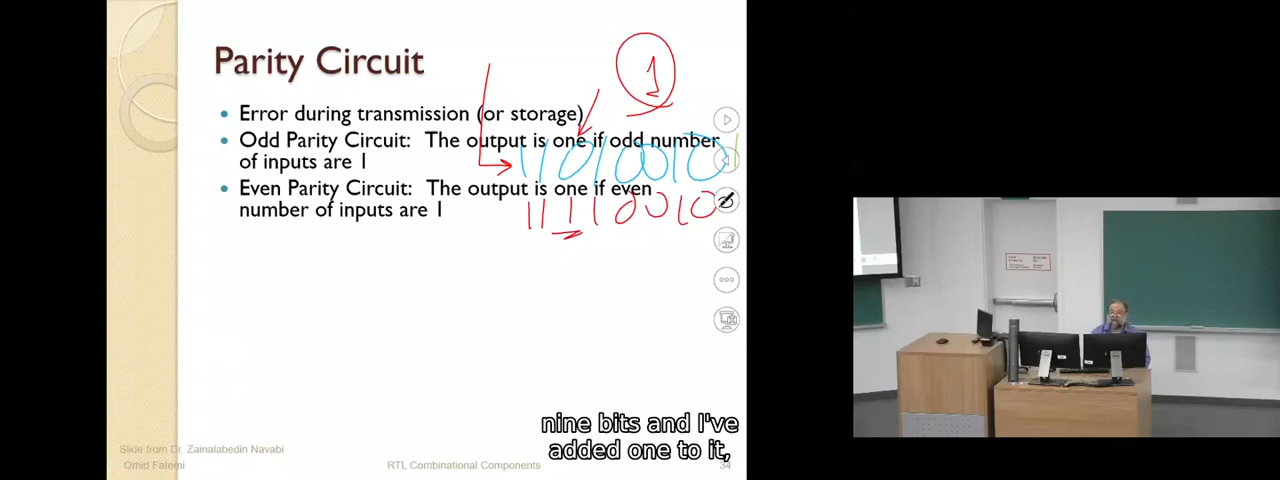 Parity Circuit
1
Error during transmission (or storage)
Odd Parity Circuit: The output is one if odd number
of inputs are 1
11010010 1
Even Parity Circuit: The output is one if even
number of inputs are 1
11110010
nine bits and I've
added one to it,
Slide from Dr. Zainalabedin Navabi
Omid Fatemi
RTL Combinational Components
34